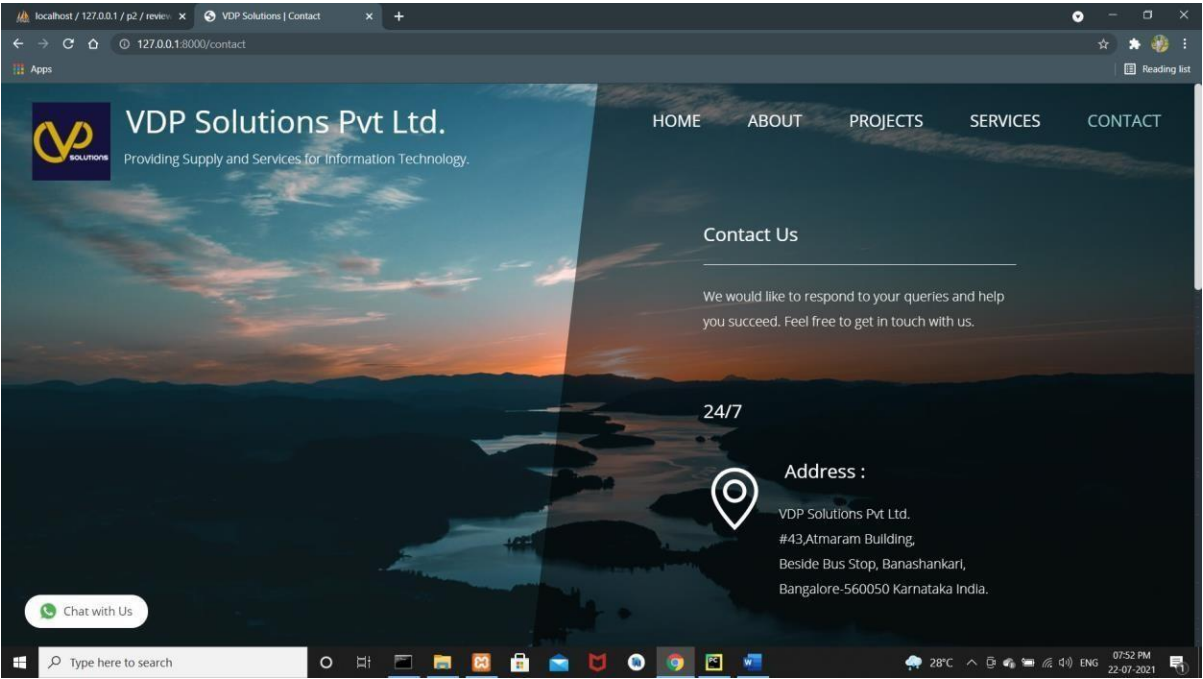 localhost / 127.0.0.1 / p2 / review
VDP Solutions | Contact
127.0.0.1:8000/contact
Apps
Reading list
VP
SOLUTIONS
VDP Solutions Pvt Ltd.
Providing Supply and Services for Information Technology.
HOME ABOUT PROJECTS SERVICES CONTACT
Contact Us
We would like to respond to your queries and help
you succeed. Feel free to get in touch with us.
24/7
Address :
VDP Solutions Pvt Ltd.
#43,Atmaram Building,
Beside Bus Stop, Banashankari,
Bangalore-560050 Karnataka India.
Chat with Us
Type here to search
PC
W
28°C
ENG
07:52 PM
22-07-2021
1